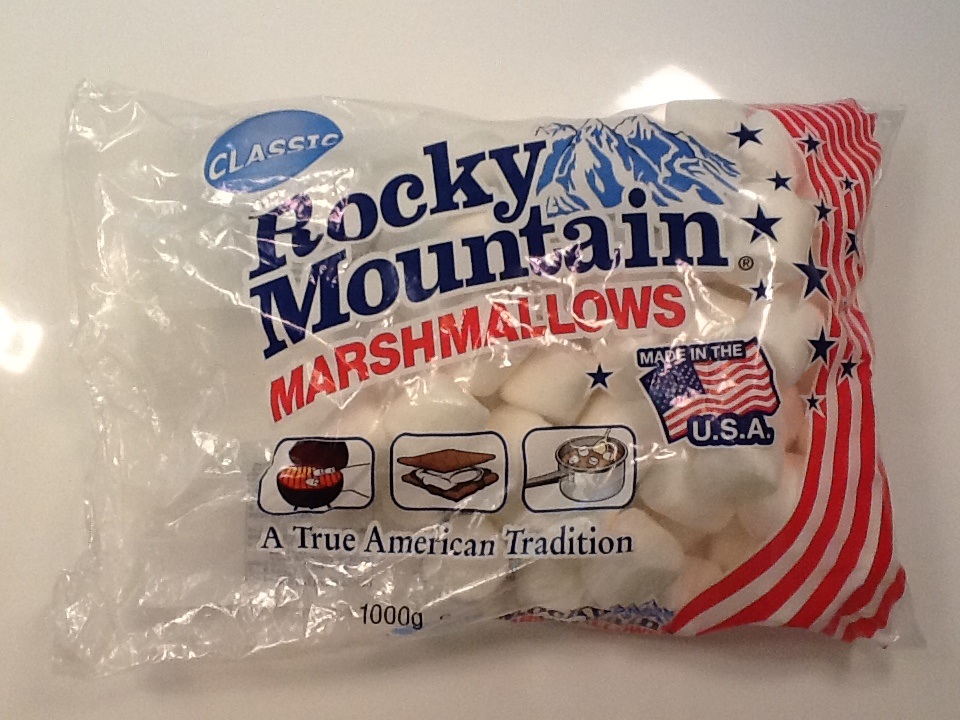 CLASSIC
Rocky
Mountain®
MARSHMALLOWS
MADE IN THE
U.S.A.
A True American Tradition
1000g